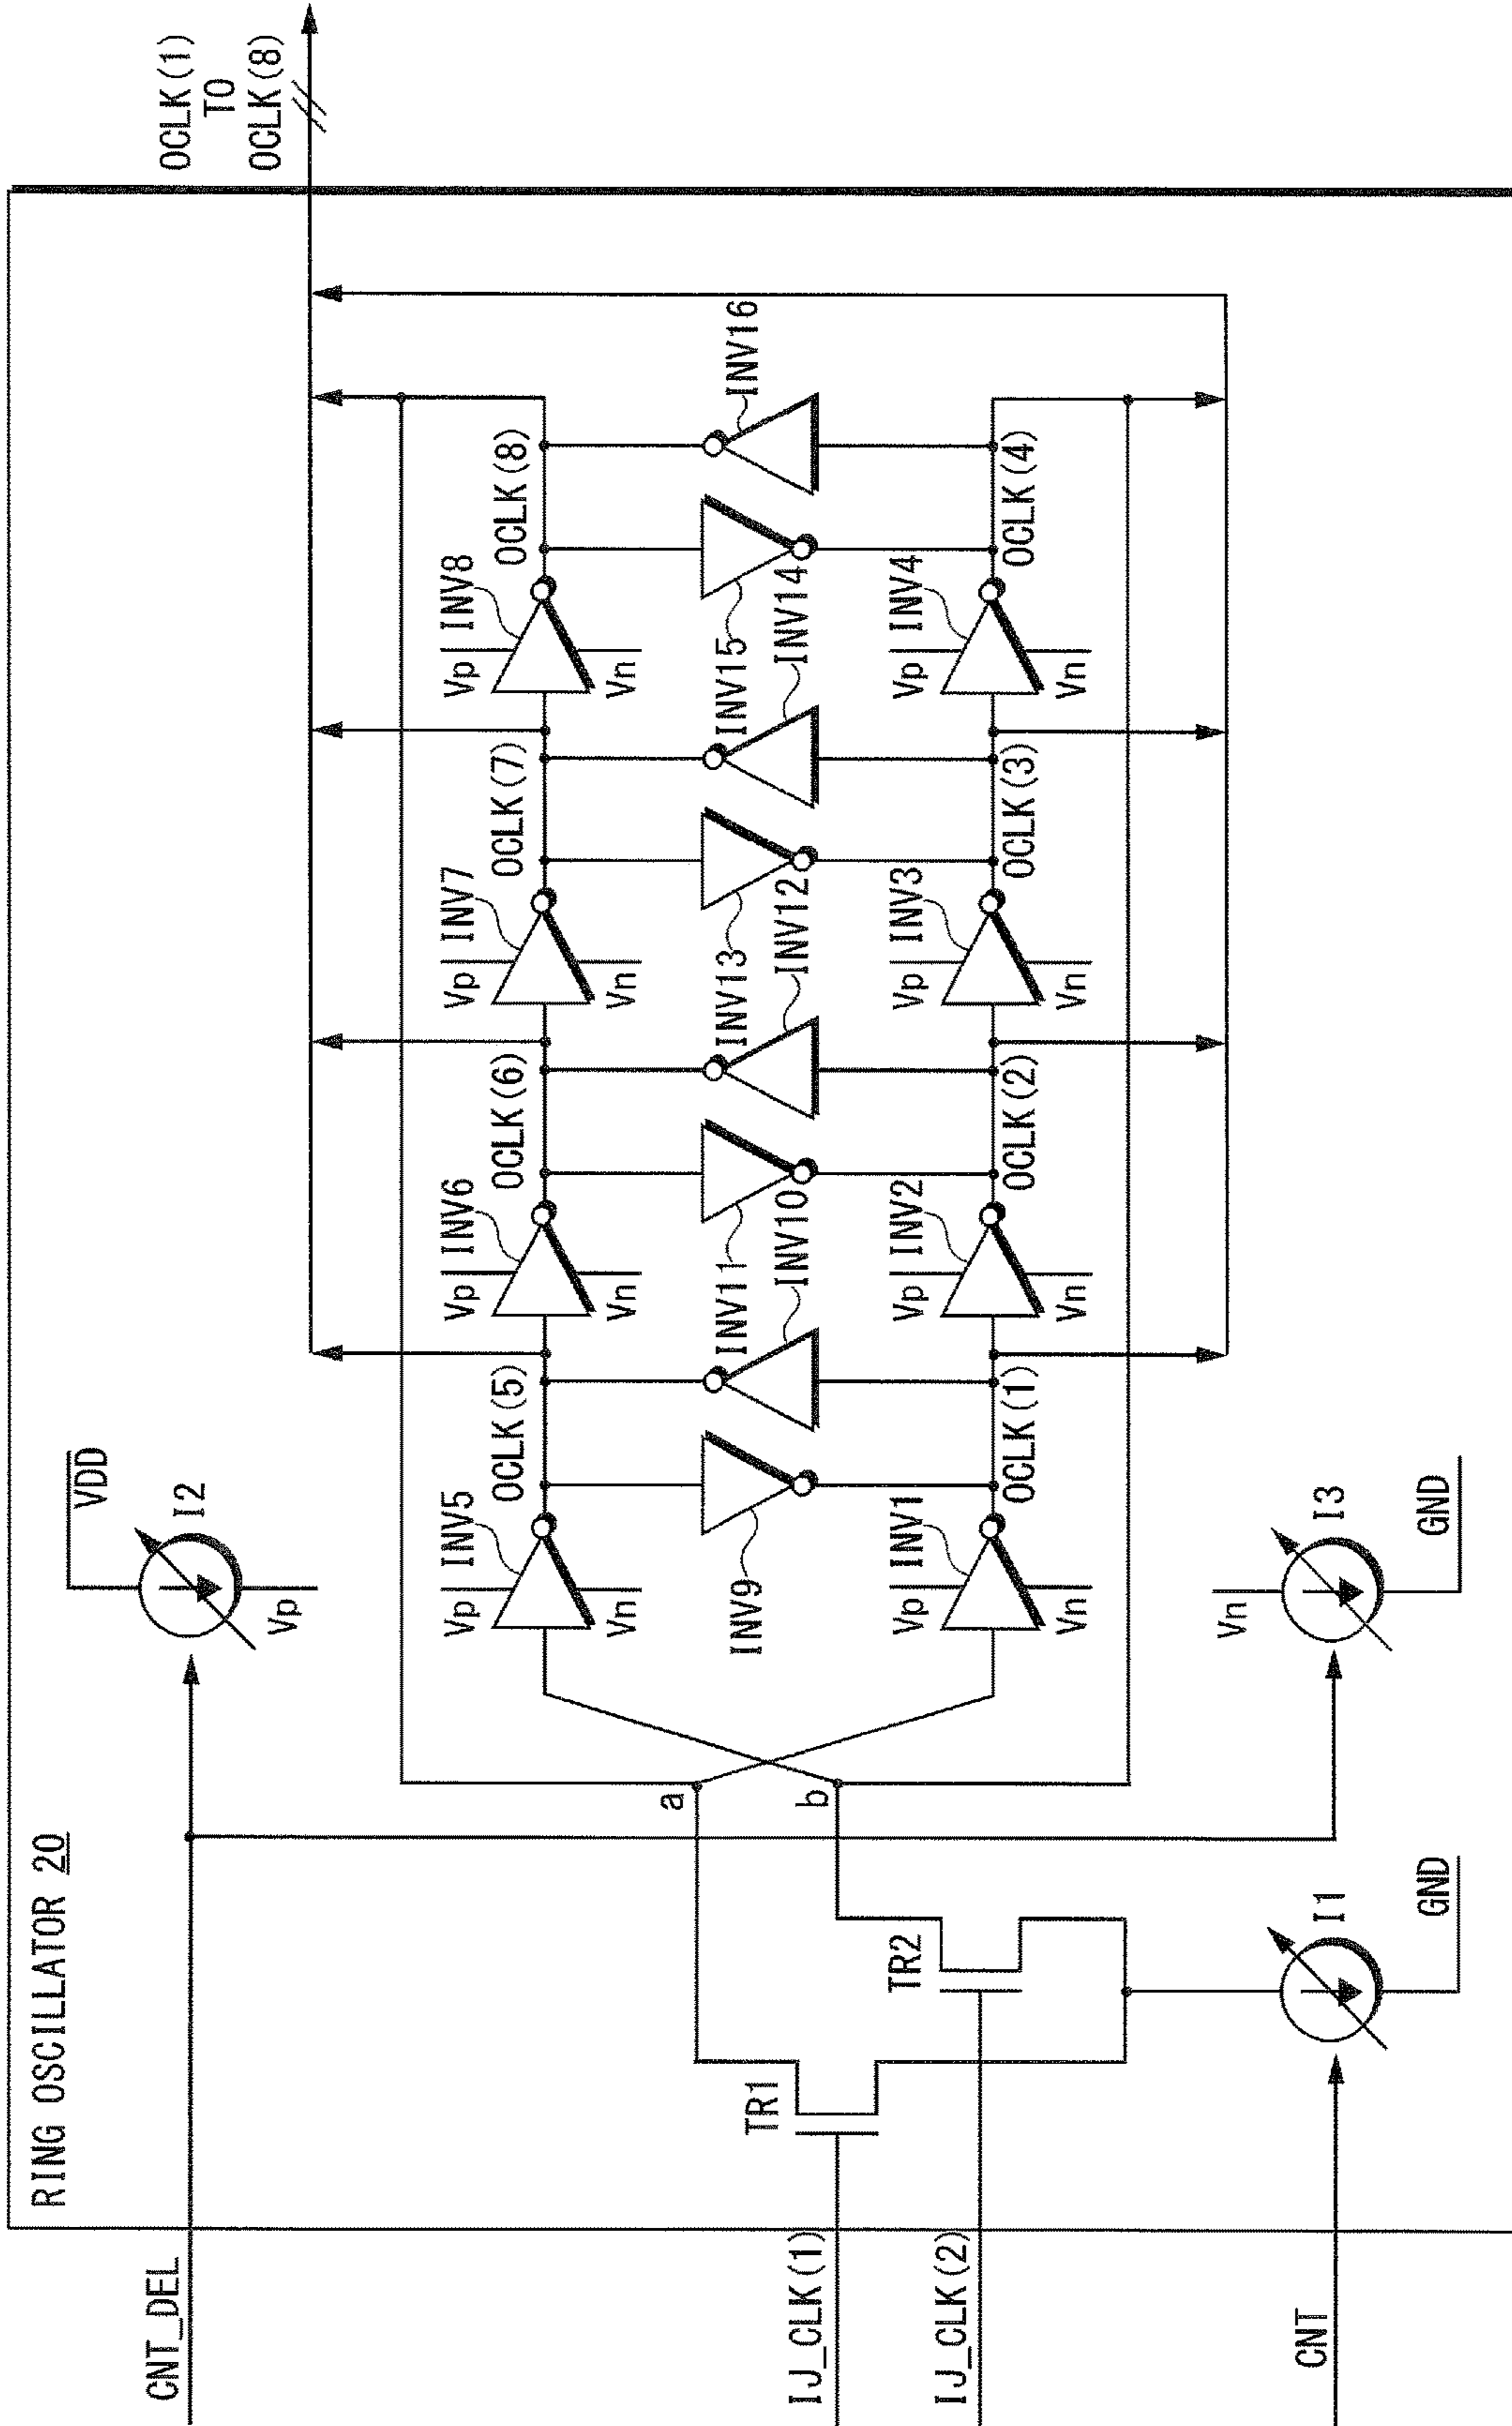 RING OSCILLATOR 20
OCLK(1)
TO
OCLK(8)
CNT_DEL
VDD
I2
Vp
Vp
INV5
Vn
OCLK(5)
Vp
INV6
Vn
OCLK(6)
Vp
INV7
Vn
OCLK(7)
Vp
INV8
Vn
OCLK(8)
a
b
INV9
INV11
INV10
INV13
INV12
INV15
INV14
INV16
TR1
TR2
IJ_CLK(1)
IJ_CLK(2)
Vp
INV1
Vn
OCLK(1)
Vp
INV2
Vn
OCLK(2)
Vp
INV3
Vn
OCLK(3)
Vp
INV4
Vn
OCLK(4)
CNT
I1
GND
Vn
I3
GND